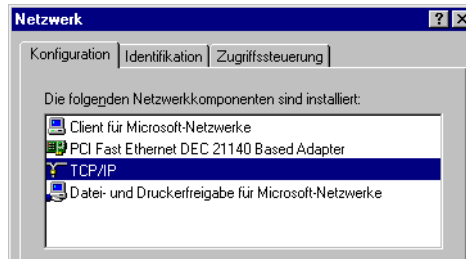 Netzwerk
Konfiguration Identifikation Zugriffssteuerung
Die folgenden Netzwerkkomponenten sind installiert:
Client für Microsoft-Netzwerke
PCI Fast Ethernet DEC 21140 Based Adapter
TCP/IP
Datei- und Druckerfreigabe für Microsoft-Netzwerke